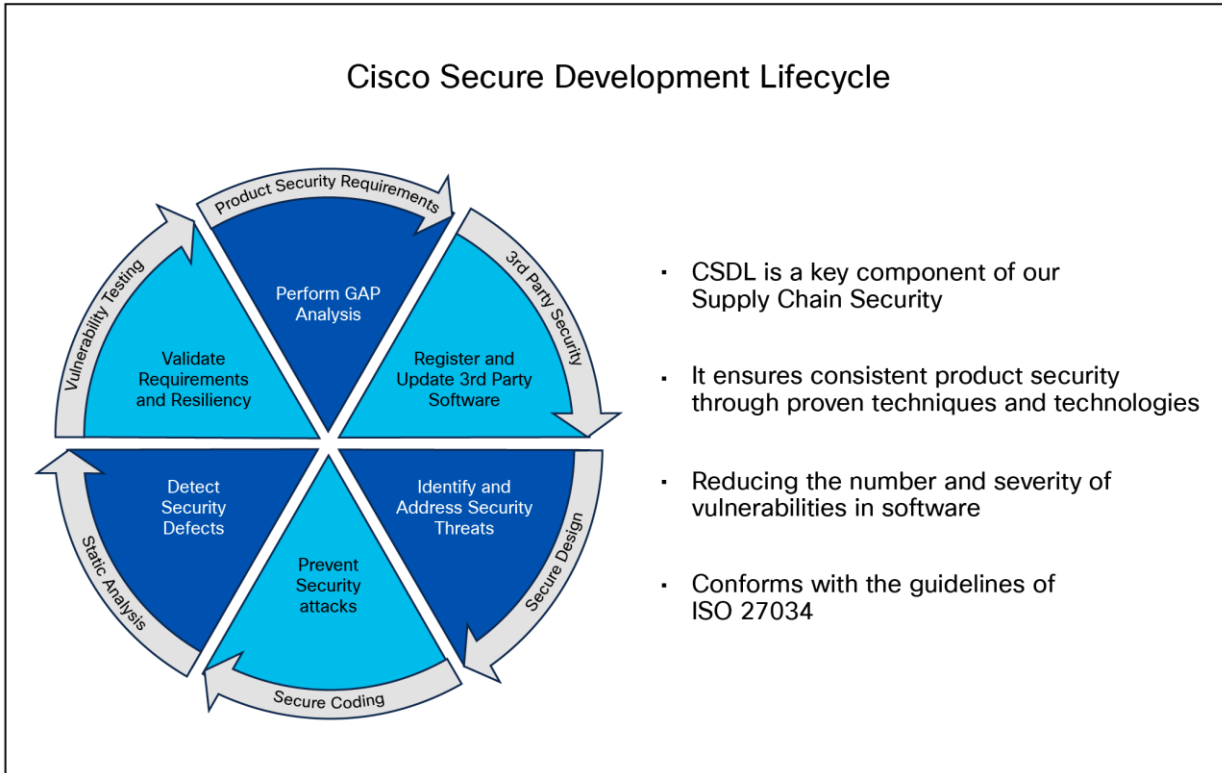 Cisco Secure Development Lifecycle
Product Security Requirements
Perform GAP
Analysis
3rd Party Security
Register and
Update 3rd Party
Software
Secure Design
Identify and
Address Security
Threats
Secure Coding
Prevent
Security
attacks
Static Analysis
Detect
Security
Defects
Vulnerability Testing
Validate
Requirements
and Resiliency
▪ CSDL is a key component of our
Supply Chain Security
▪ It ensures consistent product security
through proven techniques and technologies
▪ Reducing the number and severity of
vulnerabilities in software
▪ Conforms with the guidelines of
ISO 27034